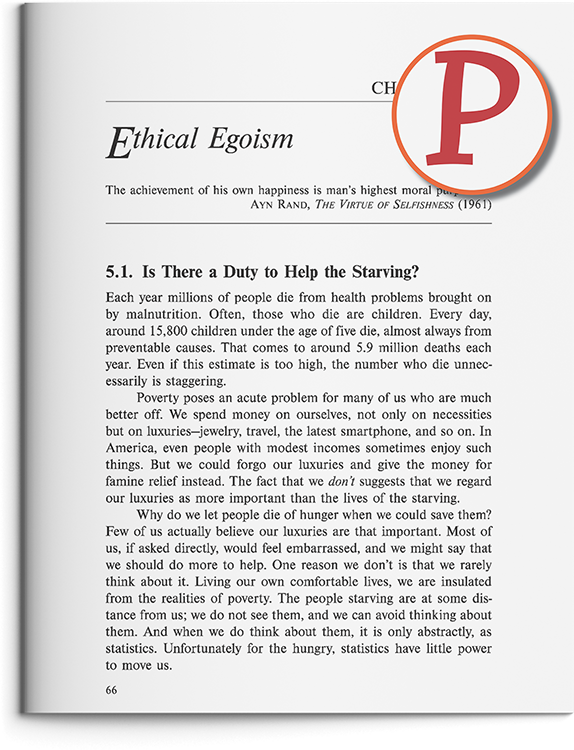 P
CH
Ethical Egoism
The achievement of his own happiness is man's highest moral
AYN RAND, THE VIRTUE OF SELFISHNESS (1961)
5.1. Is There a Duty to Help the Starving?
Each year millions of people die from health problems brought on
by malnutrition. Often, those who die are children. Every day,
around 15,800 children under the age of five die, almost always from
preventable causes. That comes to around 5.9 million deaths each
year. Even if this estimate is too high, the number who die unnec-
essarily is staggering.
Poverty poses an acute problem for many of us who are much
better off. We spend money on ourselves, not only on necessities
but on luxuries—jewelry, travel, the latest smartphone, and so on. In
America, even people with modest incomes sometimes enjoy such
things. But we could forgo our luxuries and give the money for
famine relief instead. The fact that we don't suggests that we regard
our luxuries as more important than the lives of the starving.
Why do we let people die of hunger when we could save them?
Few of us actually believe our luxuries are that important. Most of
us, if asked directly, would feel embarrassed, and we might say that
we should do more to help. One reason we don't is that we rarely
think about it. Living our own comfortable lives, we are insulated
from the realities of poverty. The people starving are at some dis-
tance from us; we do not see them, and we can avoid thinking about
them. And when we do think about them, it is only abstractly, as
statistics. Unfortunately for the hungry, statistics have little power
to move us.
66